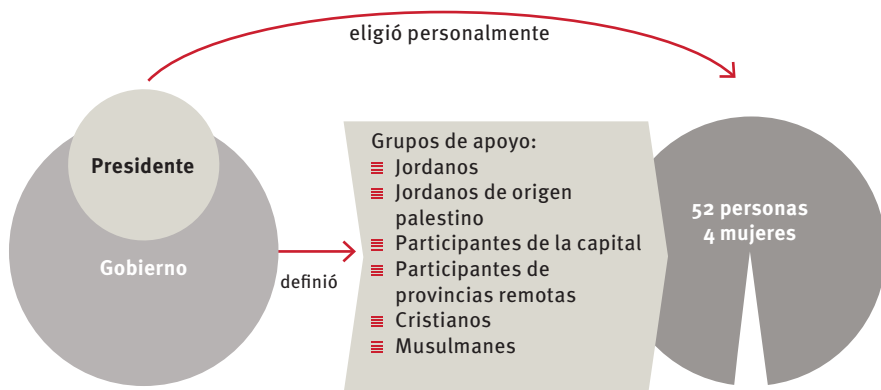 eligió personalmente
Presidente
Gobierno
definió
Grupos de apoyo:
Jordanos
Jordanos de origen
palestino
Participantes de la capital
Participantes de
provincias remotas
Cristianos
Musulmanes
52 personas
4 mujeres